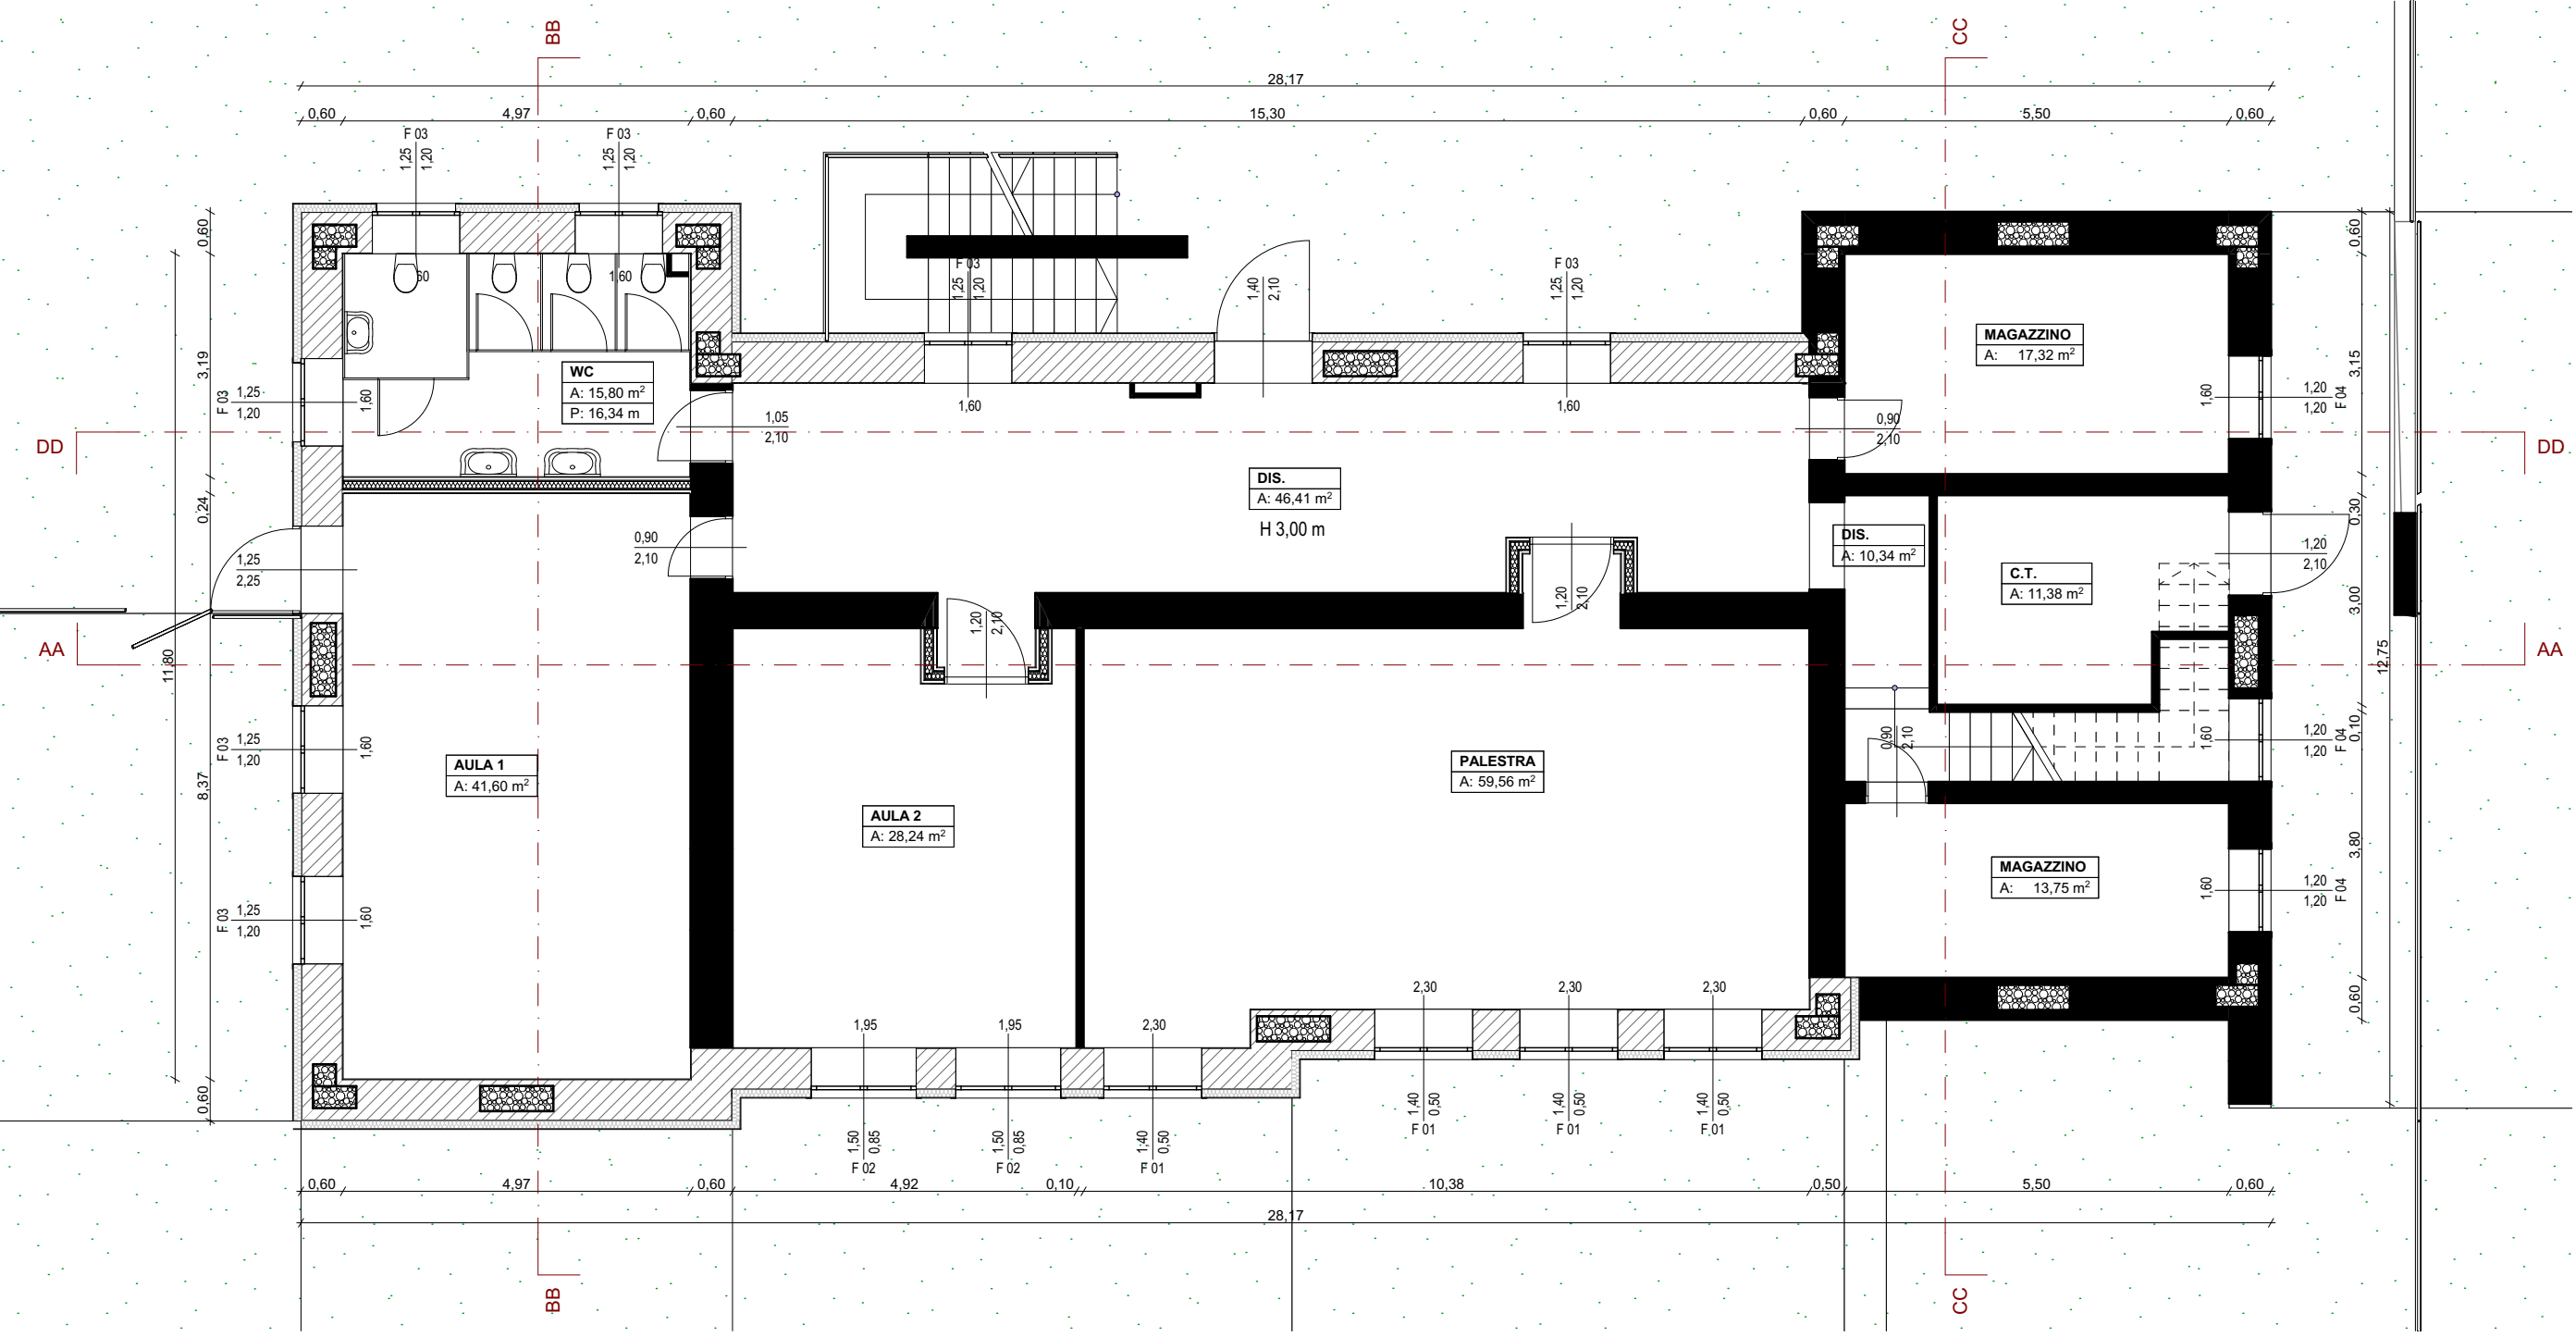 BB
CC
28,17
0,60
4,97
0,60
15,30
0,60
5,50
0,60
F 03
1,25
1,20
F 03
1,25
1,20
0,60
3,19
0,24
11,80
8,37
0,60
60
1,60
WC
A: 15,80 m²
P: 16,34 m
F 03
1,25
1,20
1,60
F 03
1,25
1,20
1,60
1,40
2,10
F 03
1,25
1,20
1,60
MAGAZZINO
A: 17,32 m²
1,60
1,20
1,20
F 04
0,60
3,15
0,30
3,00
0,10
3,80
0,60
12,75
DD
DD
1,05
2,10
0,90
2,10
DIS.
A: 46,41 m²
H 3,00 m
0,90
2,10
1,25
2,25
DIS.
A: 10,34 m²
C.T.
A: 11,38 m²
1,20
2,10
1,20
2,10
1,20
2,10
AA
AA
F 03
1,25
1,20
1,60
AULA 1
A: 41,60 m²
AULA 2
A: 28,24 m²
PALESTRA
A: 59,56 m²
0,90
2,10
1,60
1,20
1,20
F 04
F 03
1,25
1,20
1,60
MAGAZZINO
A: 13,75 m²
1,60
1,20
1,20
F 04
1,95
1,95
2,30
2,30
2,30
2,30
1,50
0,85
F 02
1,50
0,85
F 02
1,40
0,50
F 01
1,40
0,50
F 01
1,40
0,50
F 01
1,40
0,50
F 01
0,60
4,97
0,60
4,92
0,10
10,38
0,50
5,50
0,60
28,17
BB
CC